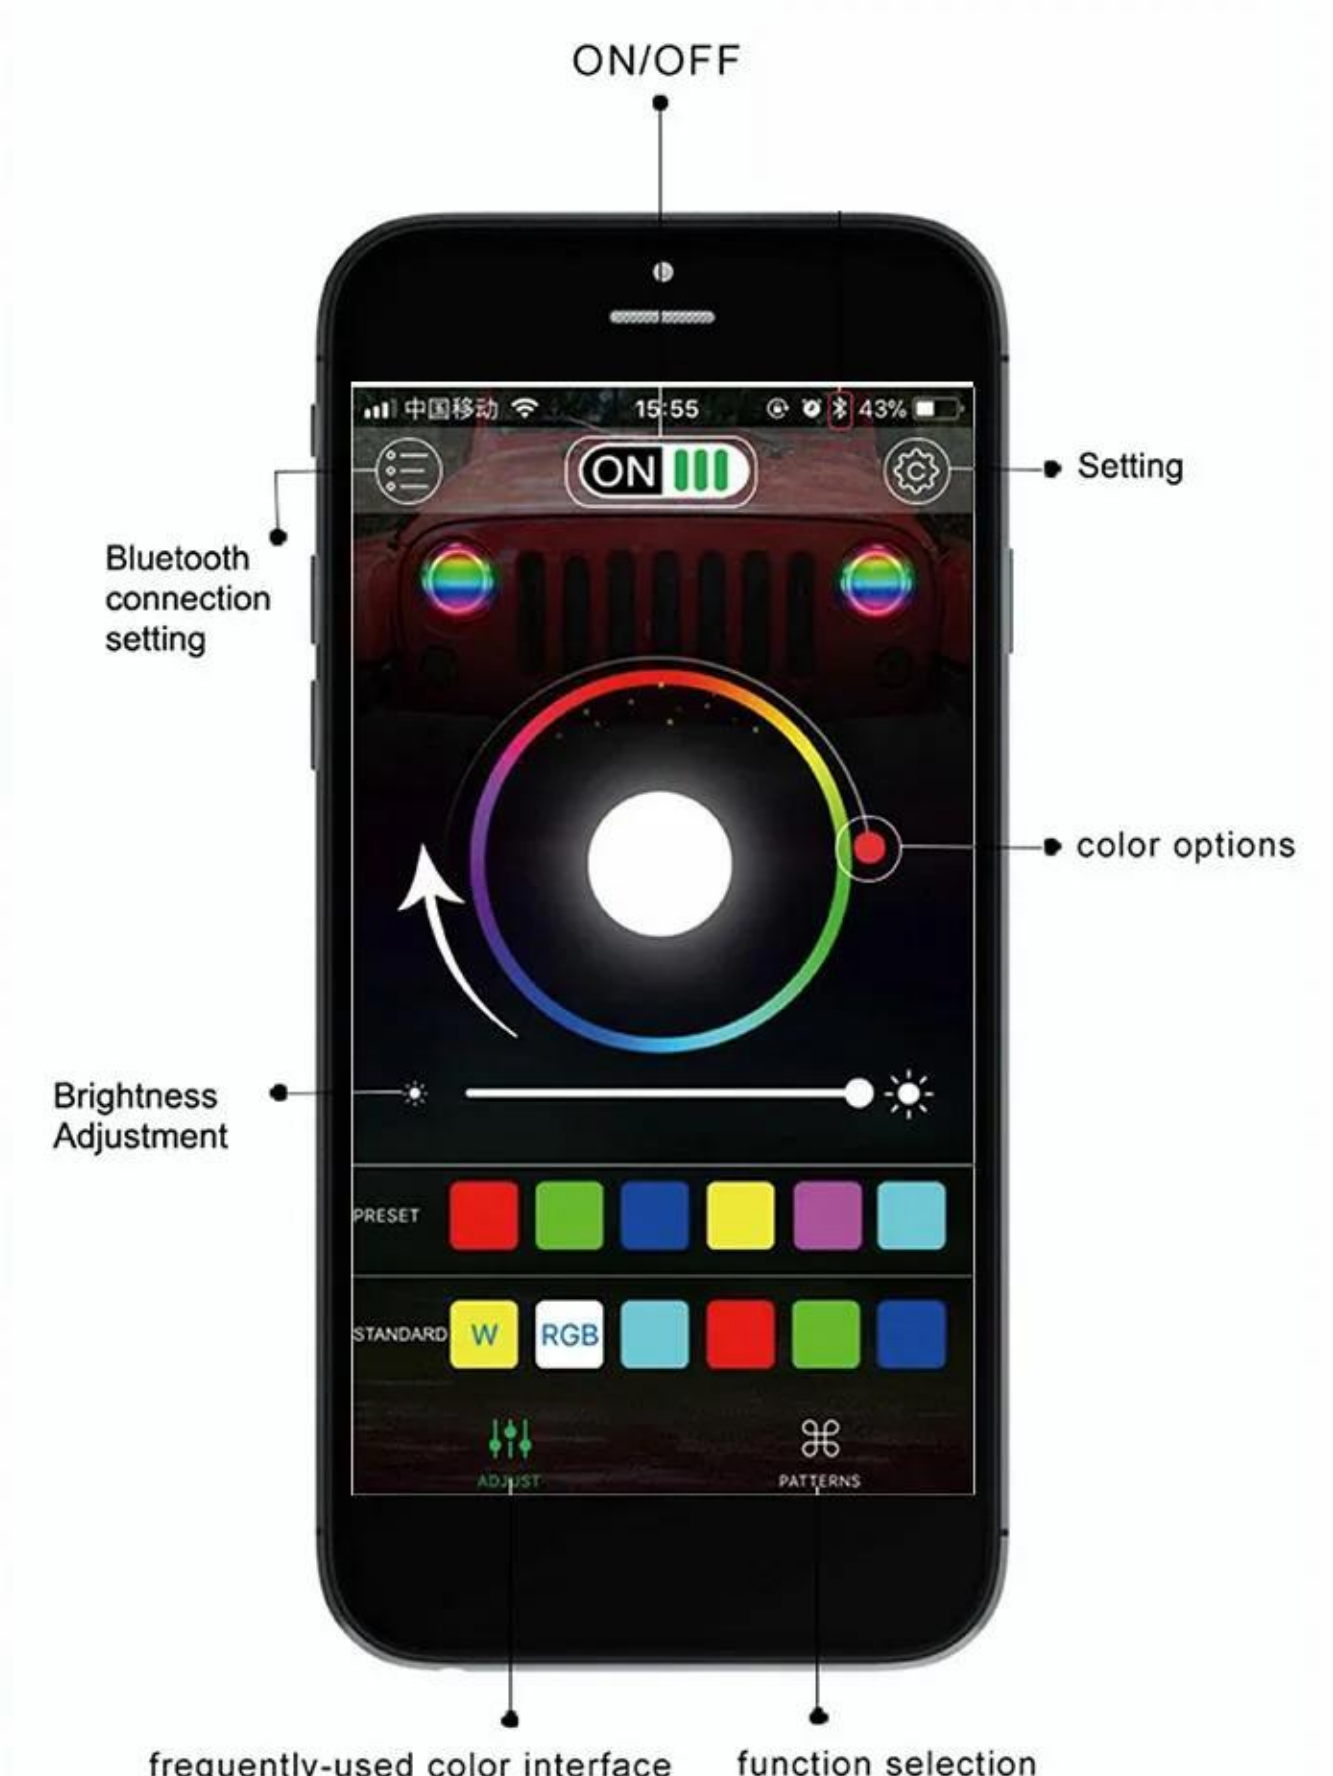 ON/OFF
中国移动 15:55 43%
ON
Setting
Bluetooth
connection
setting
color options
Brightness
Adjustment
PRESET
STANDARD W RGB
ADJUST PATTERNS
frequently-used color interface function selection